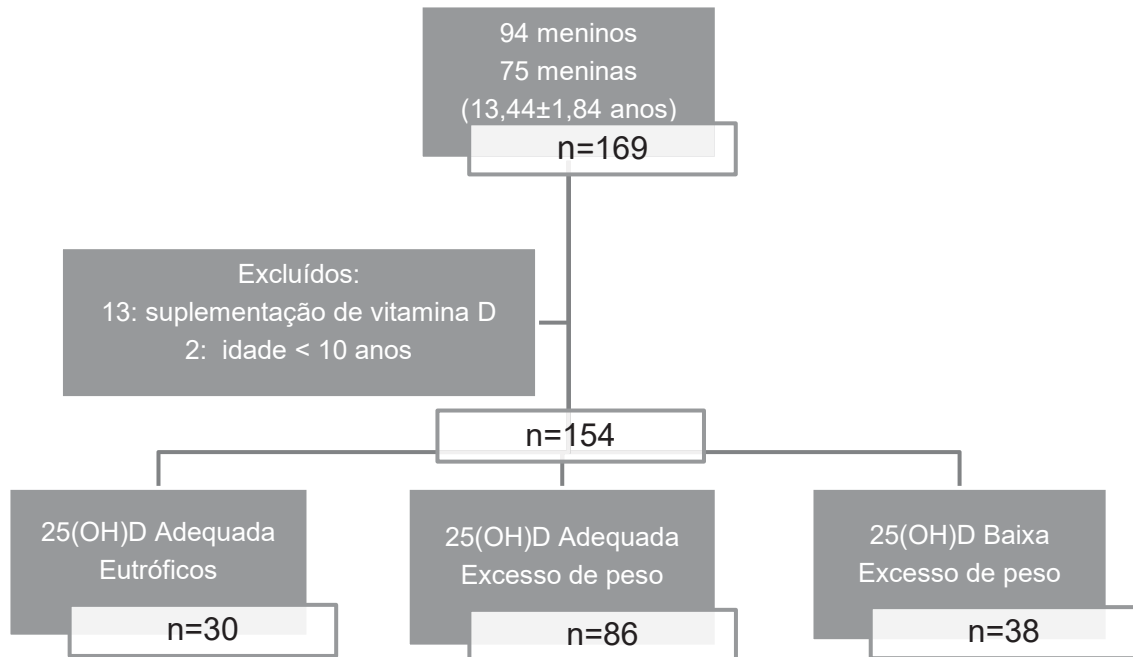 94 meninos
75 meninas
(13,44±1,84 anos)
n=169
Excluídos:
13: suplementação de vitamina D
2: idade < 10 anos
n=154
25(OH)D Adequada
Eutróficos
n=30
25(OH)D Adequada
Excesso de peso
n=86
25(OH)D Baixa
Excesso de peso
n=38